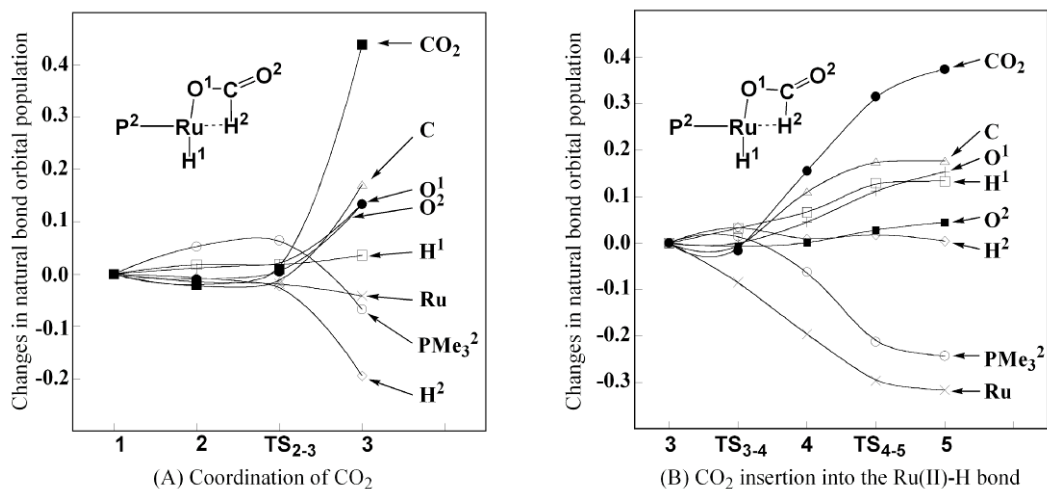 Changes in natural bond orbital population
0.4
0.3
0.2
0.1
0.0
-0.1
-0.2
O¹
C
O²
P²
Ru
H²
H¹
CO₂
C
O¹
O²
H¹
Ru
PMe₃²
H²
1
2
TS₂₋₃
3
(A) Coordination of CO₂
Changes in natural bond orbital population
0.4
0.3
0.2
0.1
0.0
-0.1
-0.2
-0.3
O¹
C
O²
P²
Ru
H²
H¹
CO₂
C
O¹
H¹
O²
H²
PMe₃²
Ru
3
TS₃₋₄
4
TS₄₋₅
5
(B) CO₂ insertion into the Ru(II)-H bond